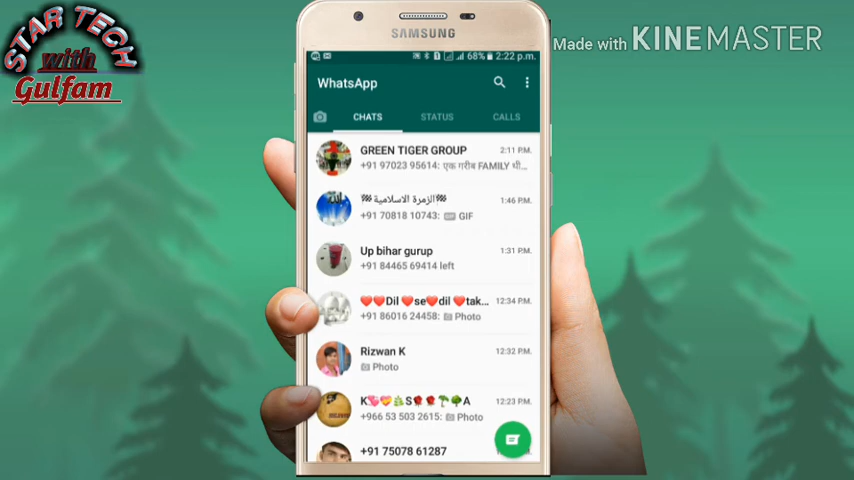 STAR TECH
with
Gulfam
Made with KINEMASTER
SAMSUNG
68% 2:22 p.m.
WhatsApp
CHATS STATUS CALLS
GREEN TIGER GROUP 2:11 P.M.
+91 97023 95614: एक गरीब FAMILY थी...
🏁الزمرة الاسلامية🏁 1:46 P.M.
+91 70818 10743: GIF
Up bihar gurup 1:31 P.M.
+91 84465 69414 left
❤️❤️Dil ❤️se❤️dil ❤️tak... 12:34 P.M.
+91 86016 24458: Photo
Rizwan K 12:32 P.M.
Photo
K💘💝🎄S🌹🌹🌴🌳A 12:23 P.M.
+966 53 503 2615: Photo
+91 75078 61287